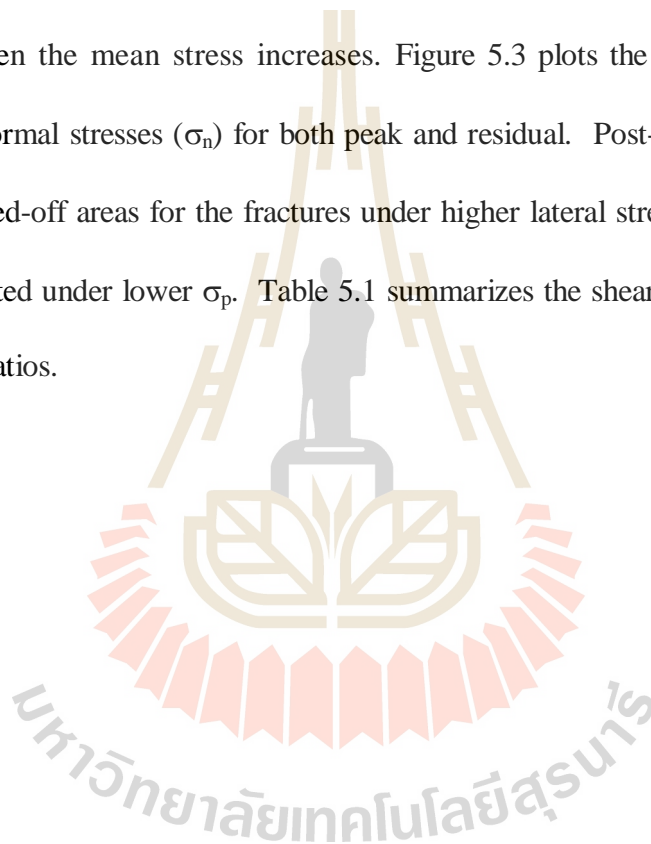 en the mean stress increases. Figure 5.3 plots the
ormal stresses (σₙ) for both peak and residual. Post-
ed-off areas for the fractures under higher lateral stre
ted under lower σₚ. Table 5.1 summarizes the shear
atios.
มหาวิทยาลัยเทคโนโลยีสุรนารี